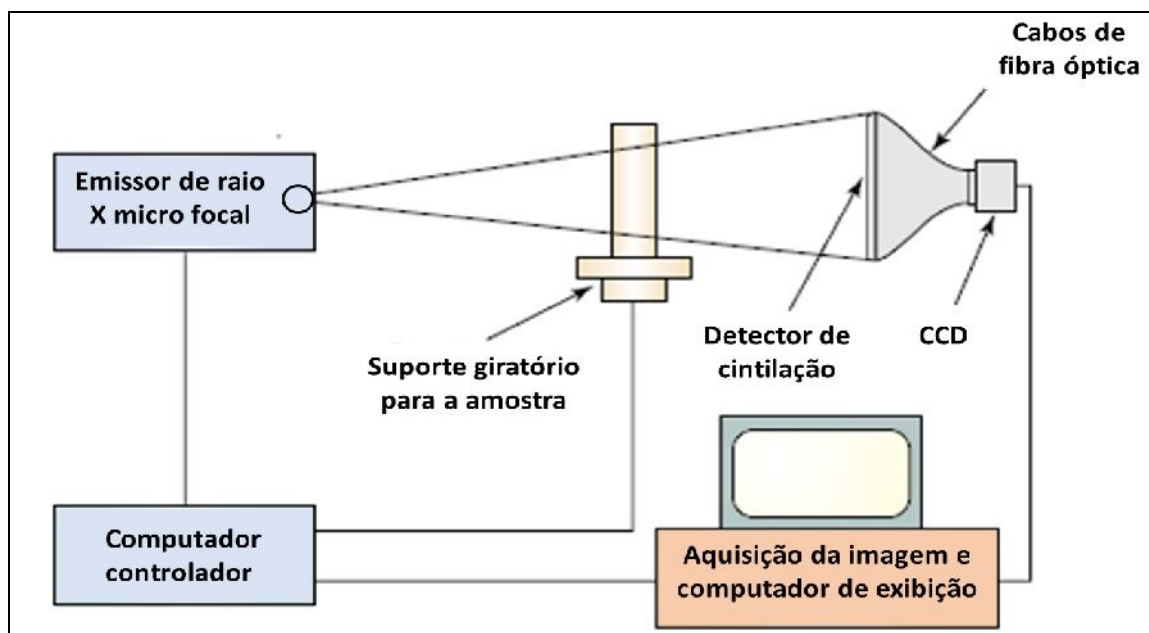 Cabos de
fibra óptica
Emissor de raio
X micro focal
Detector de
cintilação
CCD
Suporte giratório
para a amostra
Computador
controlador
Aquisição da imagem e
computador de exibição